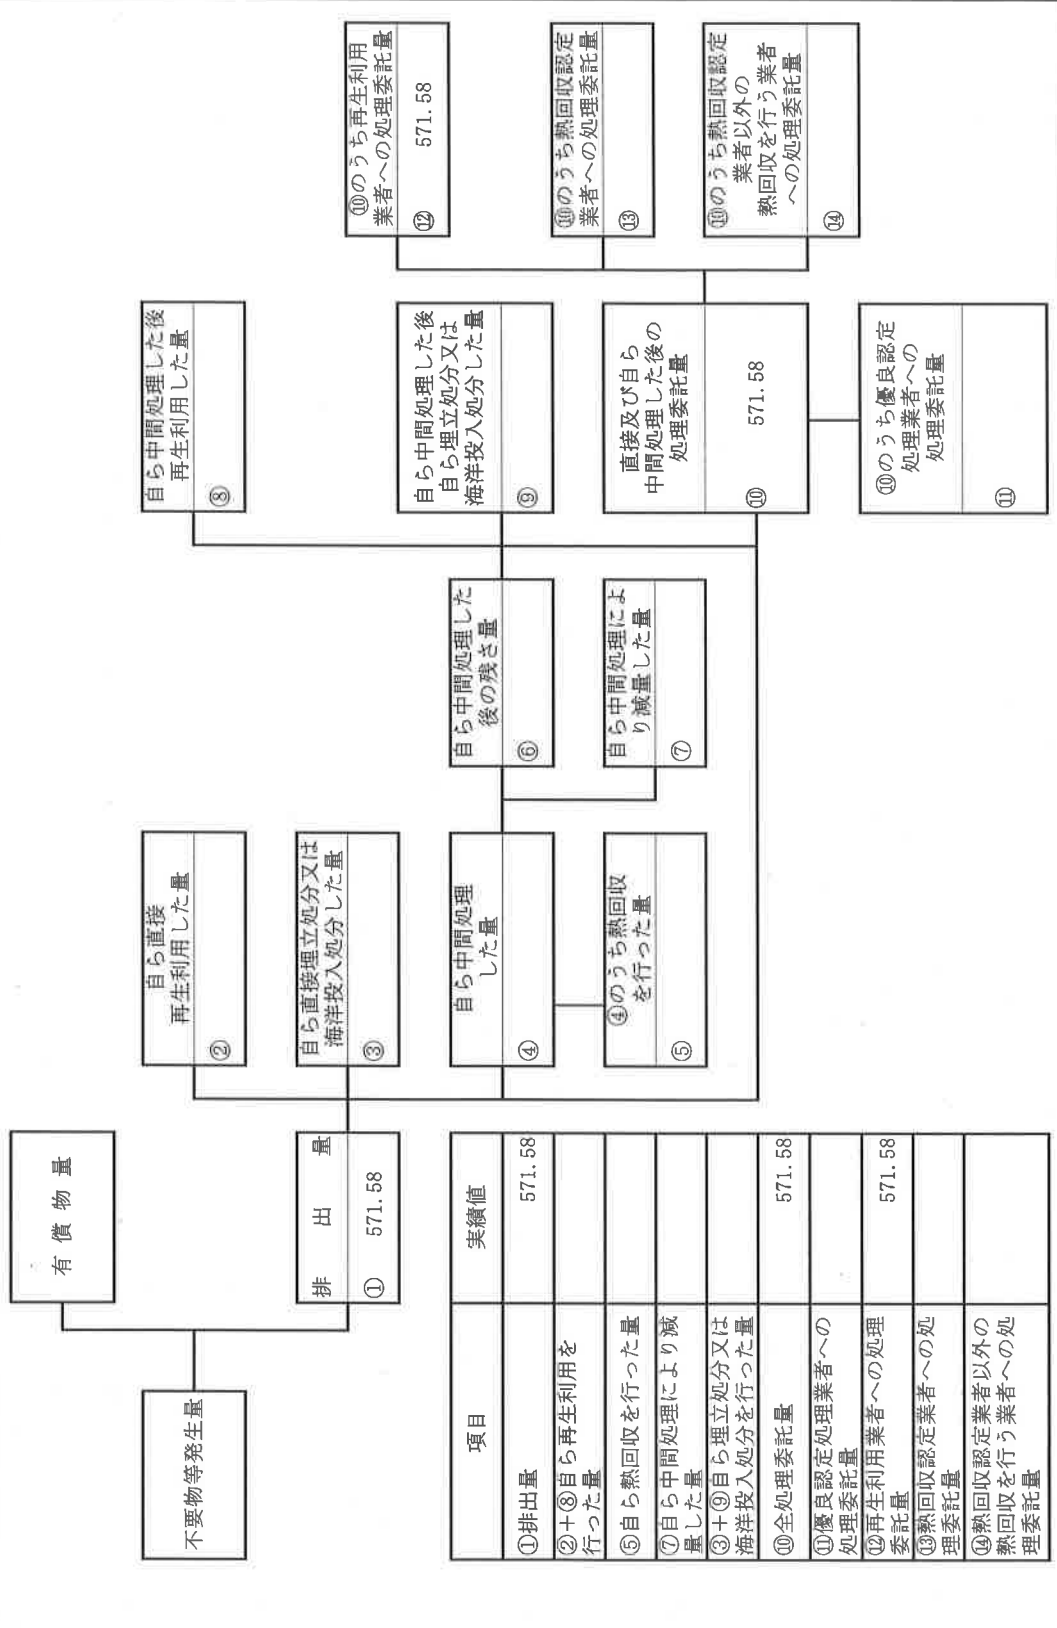 有償物量
不要物等発生量
排出量
① 571.58
自ら直接
再生利用した量
②
自ら直接埋立処分又は
海洋投入処分した量
③
自ら中間処理
した量
④
④のうち熱回収
を行った量
⑤
自ら中間処理した
後の残さ量
⑥
自ら中間処理によ
り減量した量
⑦
自ら中間処理した後
再生利用した量
⑧
自ら中間処理した後
自ら埋立処分又は
海洋投入処分した量
⑨
直接及び自ら
中間処理した後の
処理委託量
⑩ 571.58
⑩のうち優良認定
処理業者への
処理委託量
⑪
⑩のうち再生利用
業者への処理委託量
⑫ 571.58
⑩のうち熱回収認定
業者への処理委託量
⑬
⑩のうち熱回収認定
業者以外の
熱回収を行う業者
への処理委託量
⑭
項目 実績値
①排出量 571.58
②+⑧自ら再生利用を
行った量
⑤自ら熱回収を行った量
⑦自ら中間処理により減
量した量
③+⑨自ら埋立処分又は
海洋投入処分を行った量
⑩全処理委託量 571.58
⑪優良認定処理業者への
処理委託量
⑫再生利用業者への処理
委託量 571.58
⑬熱回収認定業者への処
理委託量
⑭熱回収認定業者以外の
熱回収を行う業者への処
理委託量